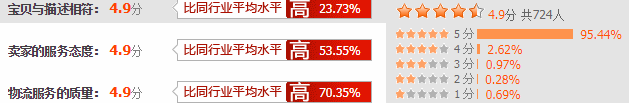 宝贝与描述相符： 4.9分 比同行业平均水平 高 23.73%
卖家的服务态度： 4.9分 比同行业平均水平 高 53.55%
物流服务的质量： 4.9分 比同行业平均水平 高 70.35%
4.9分 共724人
5分 95.44%
4分 2.62%
3分 0.97%
2分 0.28%
1分 0.69%